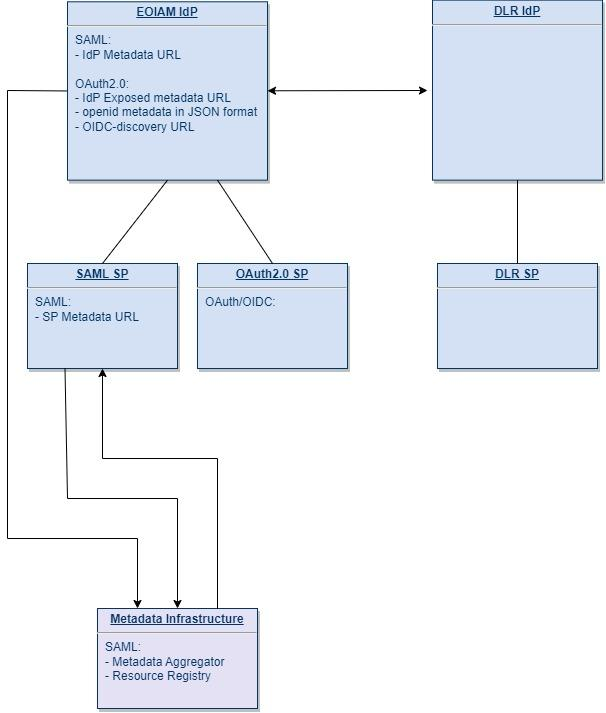 EOIAM IdP
SAML:
- IdP Metadata URL
OAuth2.0:
- IdP Exposed metadata URL
- openid metadata in JSON format
- OIDC-discovery URL
DLR IdP
SAML SP
SAML:
- SP Metadata URL
OAuth2.0 SP
OAuth/OIDC:
DLR SP
Metadata Infrastructure
SAML:
- Metadata Aggregator
- Resource Registry